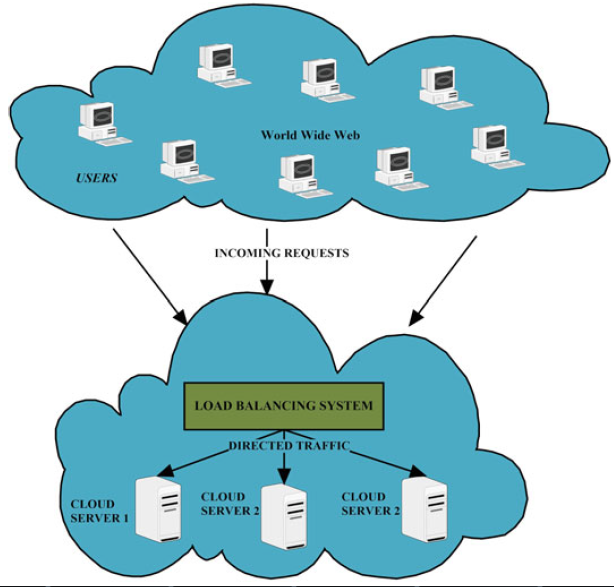 World Wide Web
USERS
INCOMING REQUESTS
LOAD BALANCING SYSTEM
DIRECTED TRAFFIC
CLOUD
SERVER 1
CLOUD
SERVER 2
CLOUD
SERVER 2